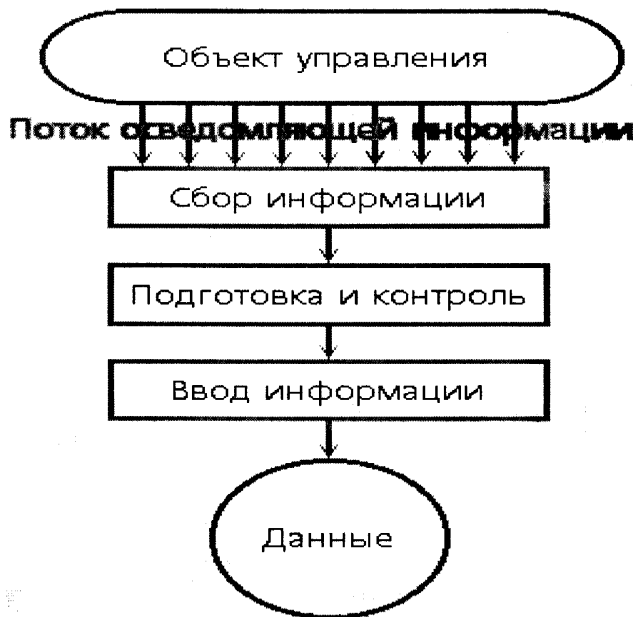 Объект управления
Поток осведомляющей информации
Сбор информации
Подготовка и контроль
Ввод информации
Данные